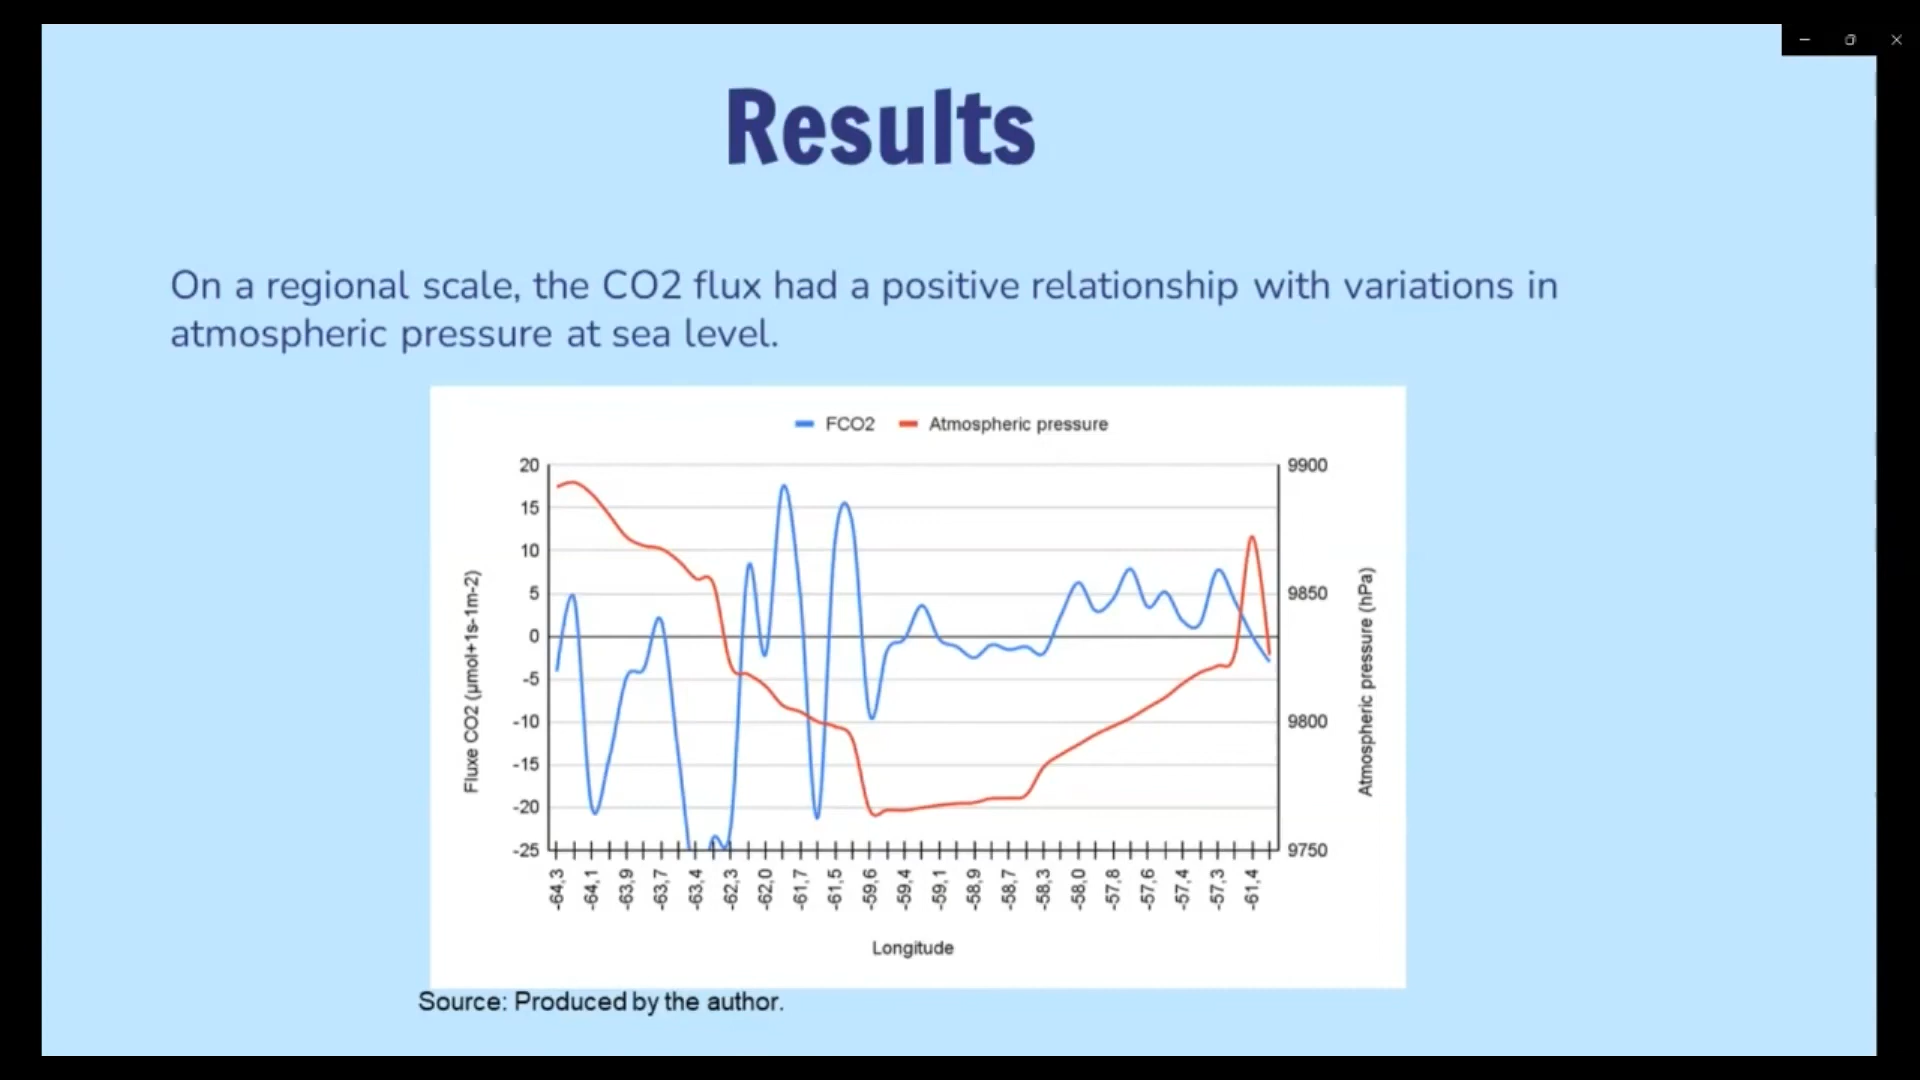 Results
On a regional scale, the CO2 flux had a positive relationship with variations in
atmospheric pressure at sea level.
FCO2 Atmospheric pressure
20
15
10
5
0
-5
-10
-15
-20
-25
Fluxe CO2 (µmol+1s-1m-2)
9900
9850
9800
9750
Atmospheric pressure (hPa)
-64,3 -64,1 -63,9 -63,7 -63,4 -62,3 -62,0 -61,7 -61,5 -59,6 -59,4 -59,1 -58,9 -58,7 -58,3 -58,0 -57,8 -57,6 -57,4 -57,3 -61,4
Longitude
Source: Produced by the author.